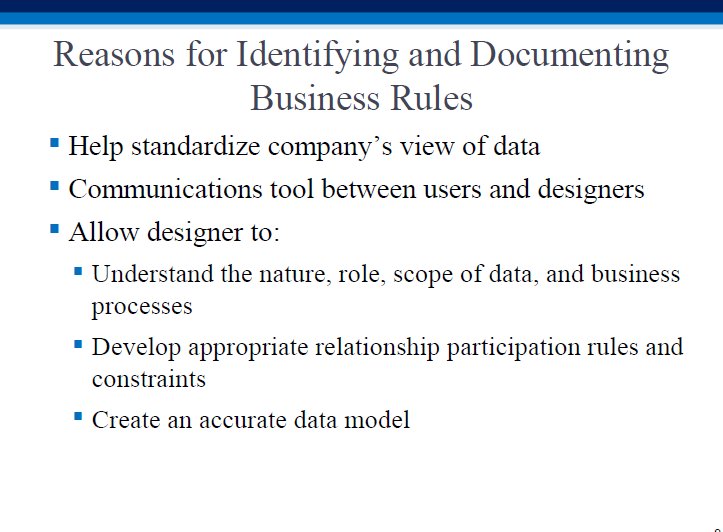 Reasons for Identifying and Documenting
Business Rules
▪ Help standardize company’s view of data
▪ Communications tool between users and designers
▪ Allow designer to:
▪ Understand the nature, role, scope of data, and business
processes
▪ Develop appropriate relationship participation rules and
constraints
▪ Create an accurate data model